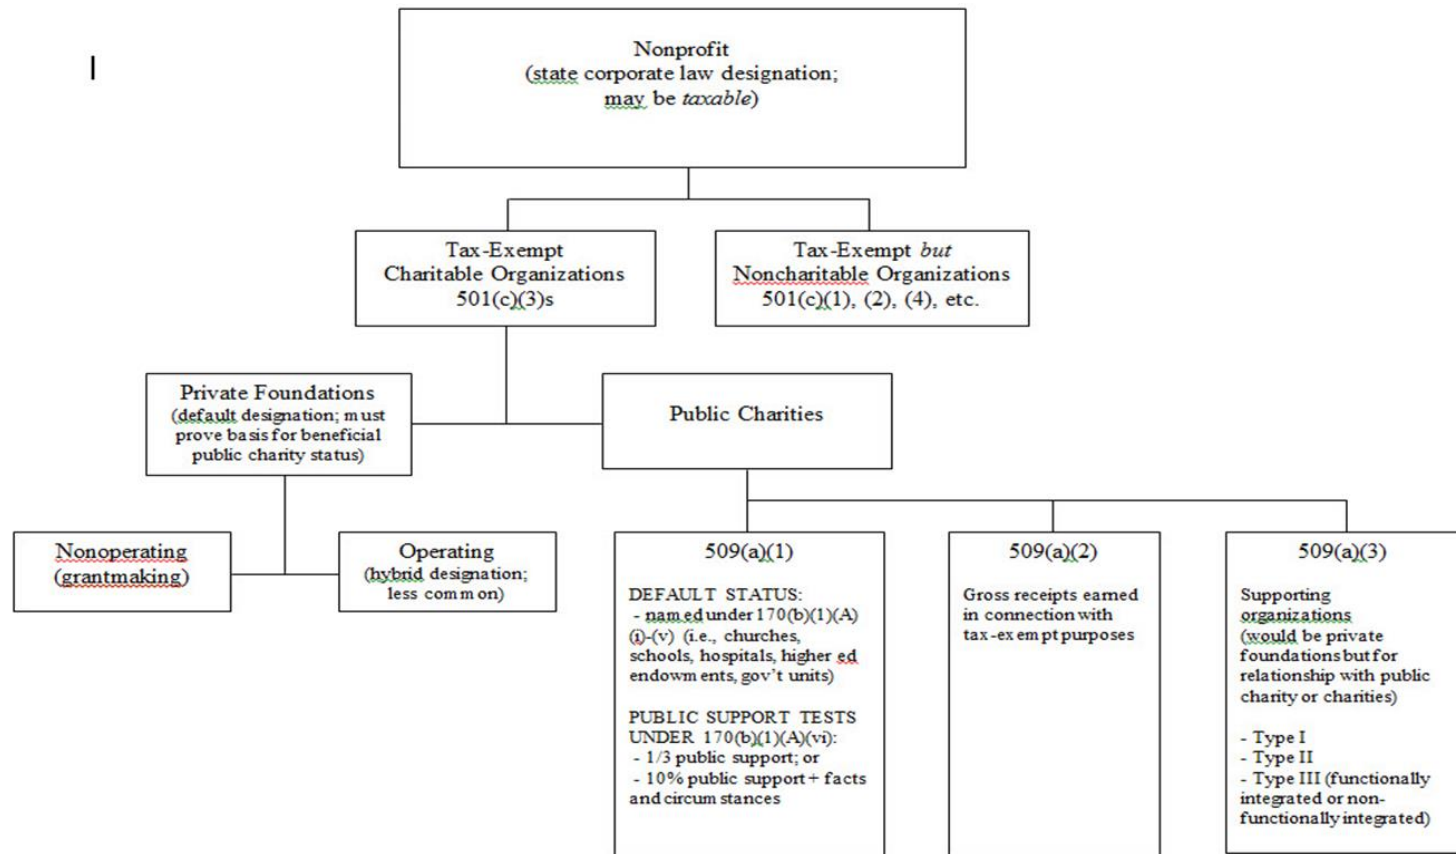 I
Nonprofit
(state corporate law designation;
may be taxable)
Tax-Exempt
Charitable Organizations
501(c)(3)s
Tax-Exempt but
Noncharitable Organizations
501(c)(1), (2), (4), etc.
Private Foundations
(default designation; must
prove basis for beneficial
public charity status)
Public Charities
Nonoperating
(grantmaking)
Operating
(hybrid designation;
less common)
509(a)(1)
DEFAULT STATUS:
- named under 170(b)(1)(A)
(i)-(v) (i.e., churches,
schools, hospitals, higher ed
endowments, gov't units)
PUBLIC SUPPORT TESTS
UNDER 170(b)(1)(A)(vi):
- 1/3 public support; or
- 10% public support + facts
and circumstances
509(a)(2)
Gross receipts earned
in connection with
tax-exempt purposes
509(a)(3)
Supporting
organizations
(would be private
foundations but for
relationship with public
charity or charities)
- Type I
- Type II
- Type III (functionally
integrated or non-
functionally integrated)